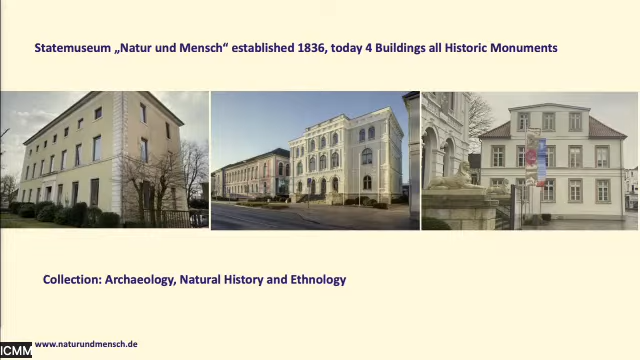 Statemuseum „Natur und Mensch“ established 1836, today 4 Buildings all Historic Monuments
Collection: Archaeology, Natural History and Ethnology
www.naturundmensch.de
ICMM